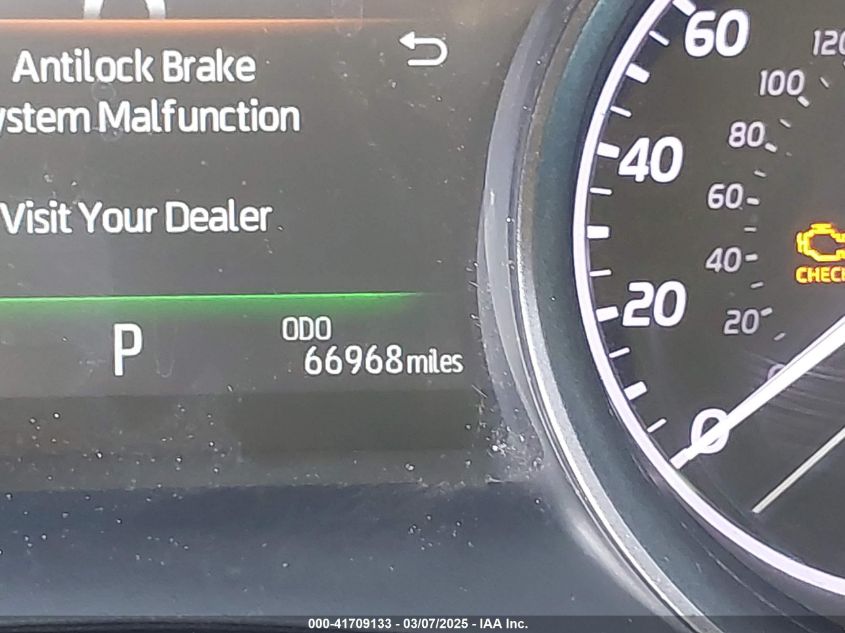 Antilock Brake
ystem Malfunction
Visit Your Dealer
P
ODO
66968 miles
60
40
20
0
120
100
80
60
40
20
0
CHECK
000-41709133 - 03/07/2025 - IAA Inc.